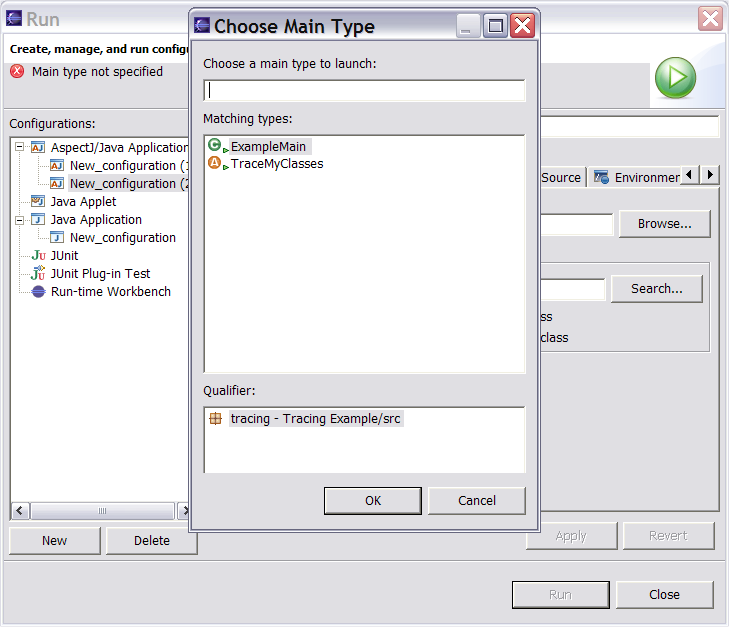 Run
Choose Main Type
Create, manage, and run configu
Main type not specified
Choose a main type to launch:
Configurations:
Matching types:
AspectJ/Java Application
New_configuration (
New_configuration (2
Java Applet
Java Application
New_configuration
JUnit
JUnit Plug-in Test
Run-time Workbench
ExampleMain
TraceMyClasses
Source
Environmen
Browse...
Search...
ss
class
Qualifier:
tracing - Tracing Example/src
OK
Cancel
New
Delete
Apply
Revert
Run
Close